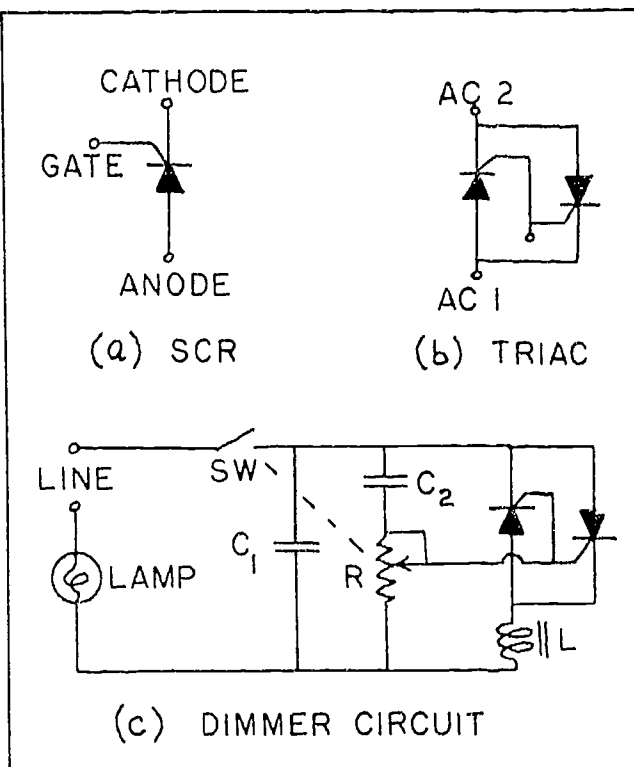 CATHODE
GATE
ANODE
(a) SCR
AC 2
AC 1
(b) TRIAC
LINE
SW
LAMP
C1
C2
R
L
(c) DIMMER CIRCUIT